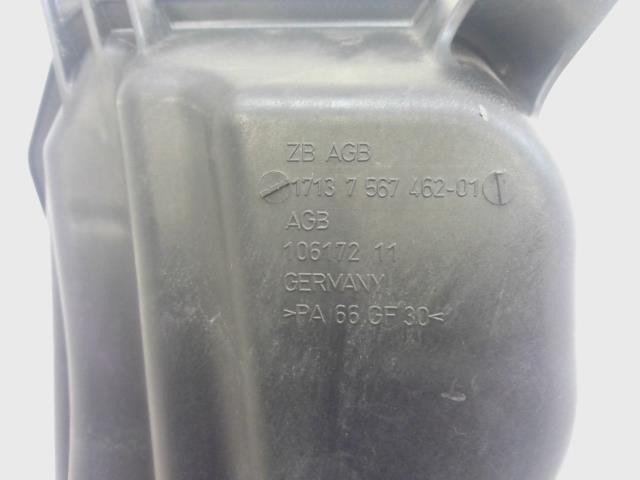 ZB AGB
1713 7 567 462-01
AGB
106172 11
GERMANY
>PA 66 GF 30<